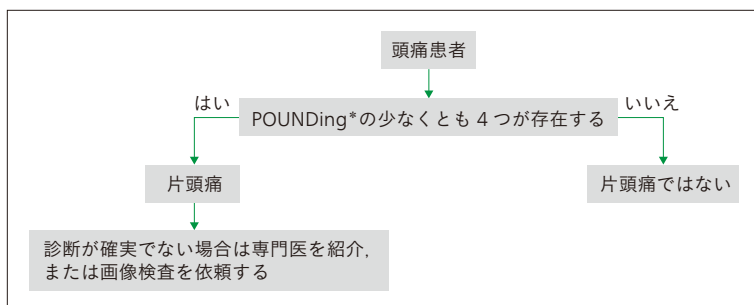 頭痛患者
はい
いいえ
POUNDing*の少なくとも4つが存在する
片頭痛
片頭痛ではない
診断が確実でない場合は専門医を紹介,
または画像検査を依頼する